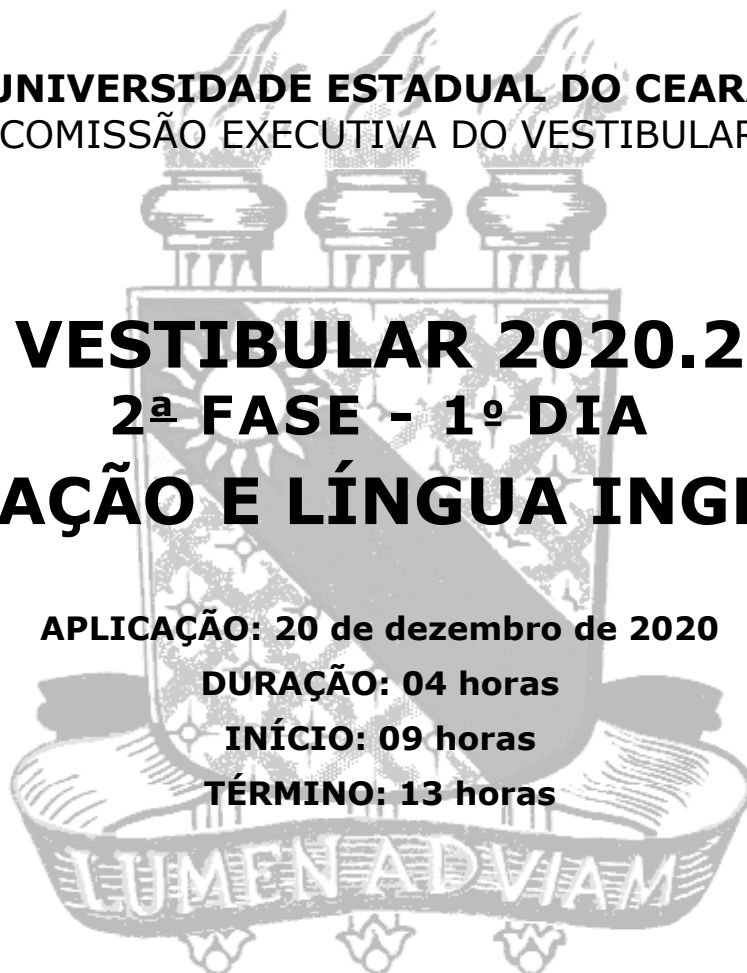 UNIVERSIDADE ESTADUAL DO CEAR
COMISSÃO EXECUTIVA DO VESTIBULAR
VESTIBULAR 2020.2
2ª FASE - 1º DIA
AÇÃO E LÍNGUA ING
APLICAÇÃO: 20 de dezembro de 2020
DURAÇÃO: 04 horas
INÍCIO: 09 horas
TÉRMINO: 13 horas
LUMEN AD VIAM